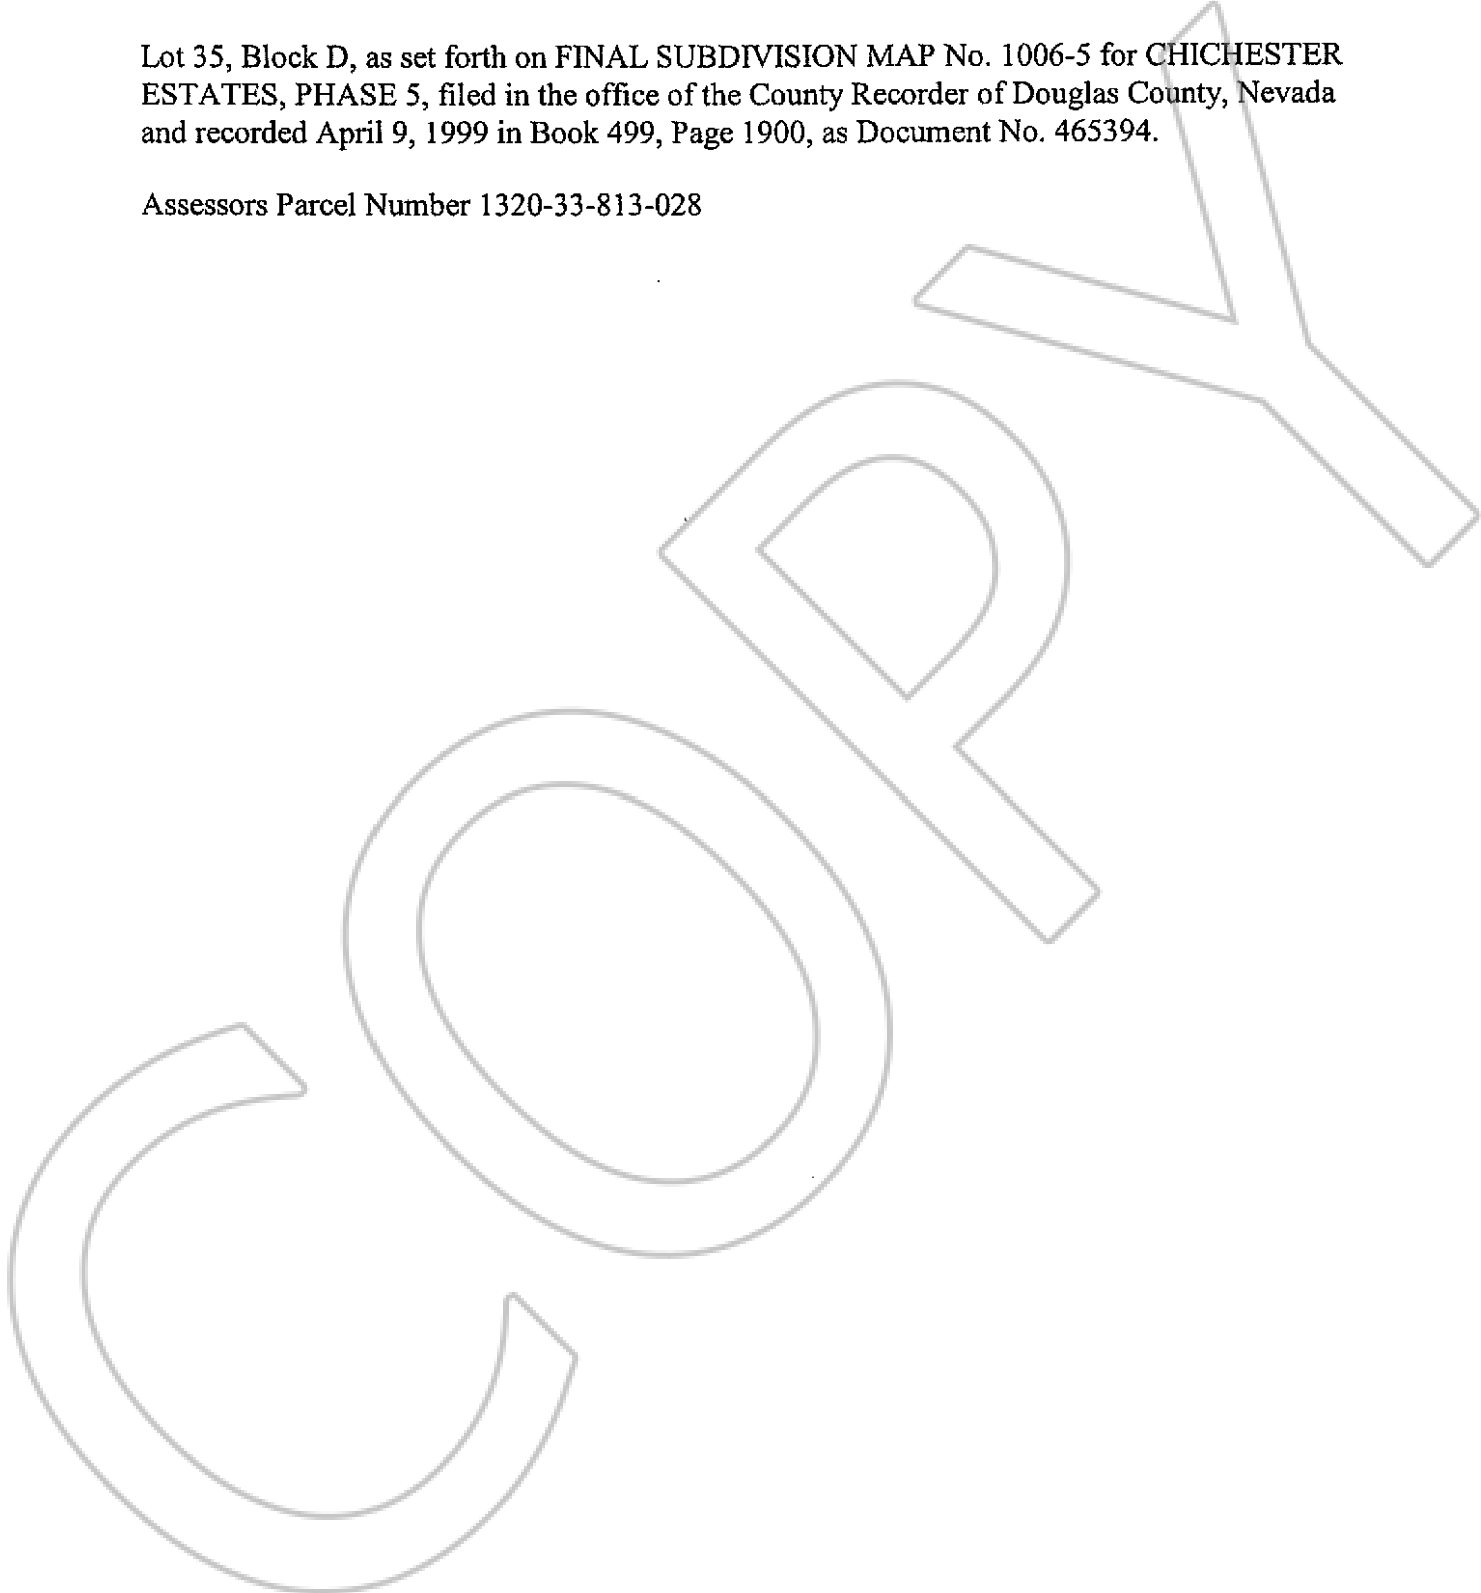 Lot 35, Block D, as set forth on FINAL SUBDIVISION MAP No. 1006-5 for CHICHESTER
ESTATES, PHASE 5, filed in the office of the County Recorder of Douglas County, Nevada
and recorded April 9, 1999 in Book 499, Page 1900, as Document No. 465394.
Assessors Parcel Number 1320-33-813-028
COPY